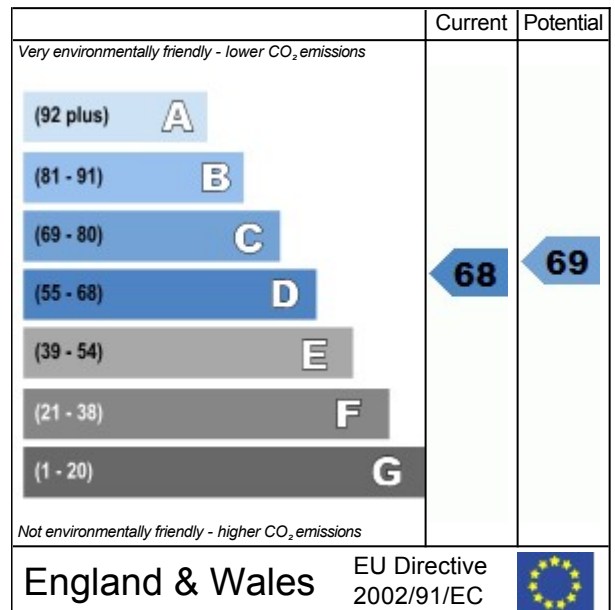 Current Potential
Very environmentally friendly - lower CO₂ emissions
(92 plus) A
(81 - 91) B
(69 - 80) C
(55 - 68) D
68 69
(39 - 54) E
(21 - 38) F
(1 - 20) G
Not environmentally friendly - higher CO₂ emissions
England & Wales
EU Directive
2002/91/EC